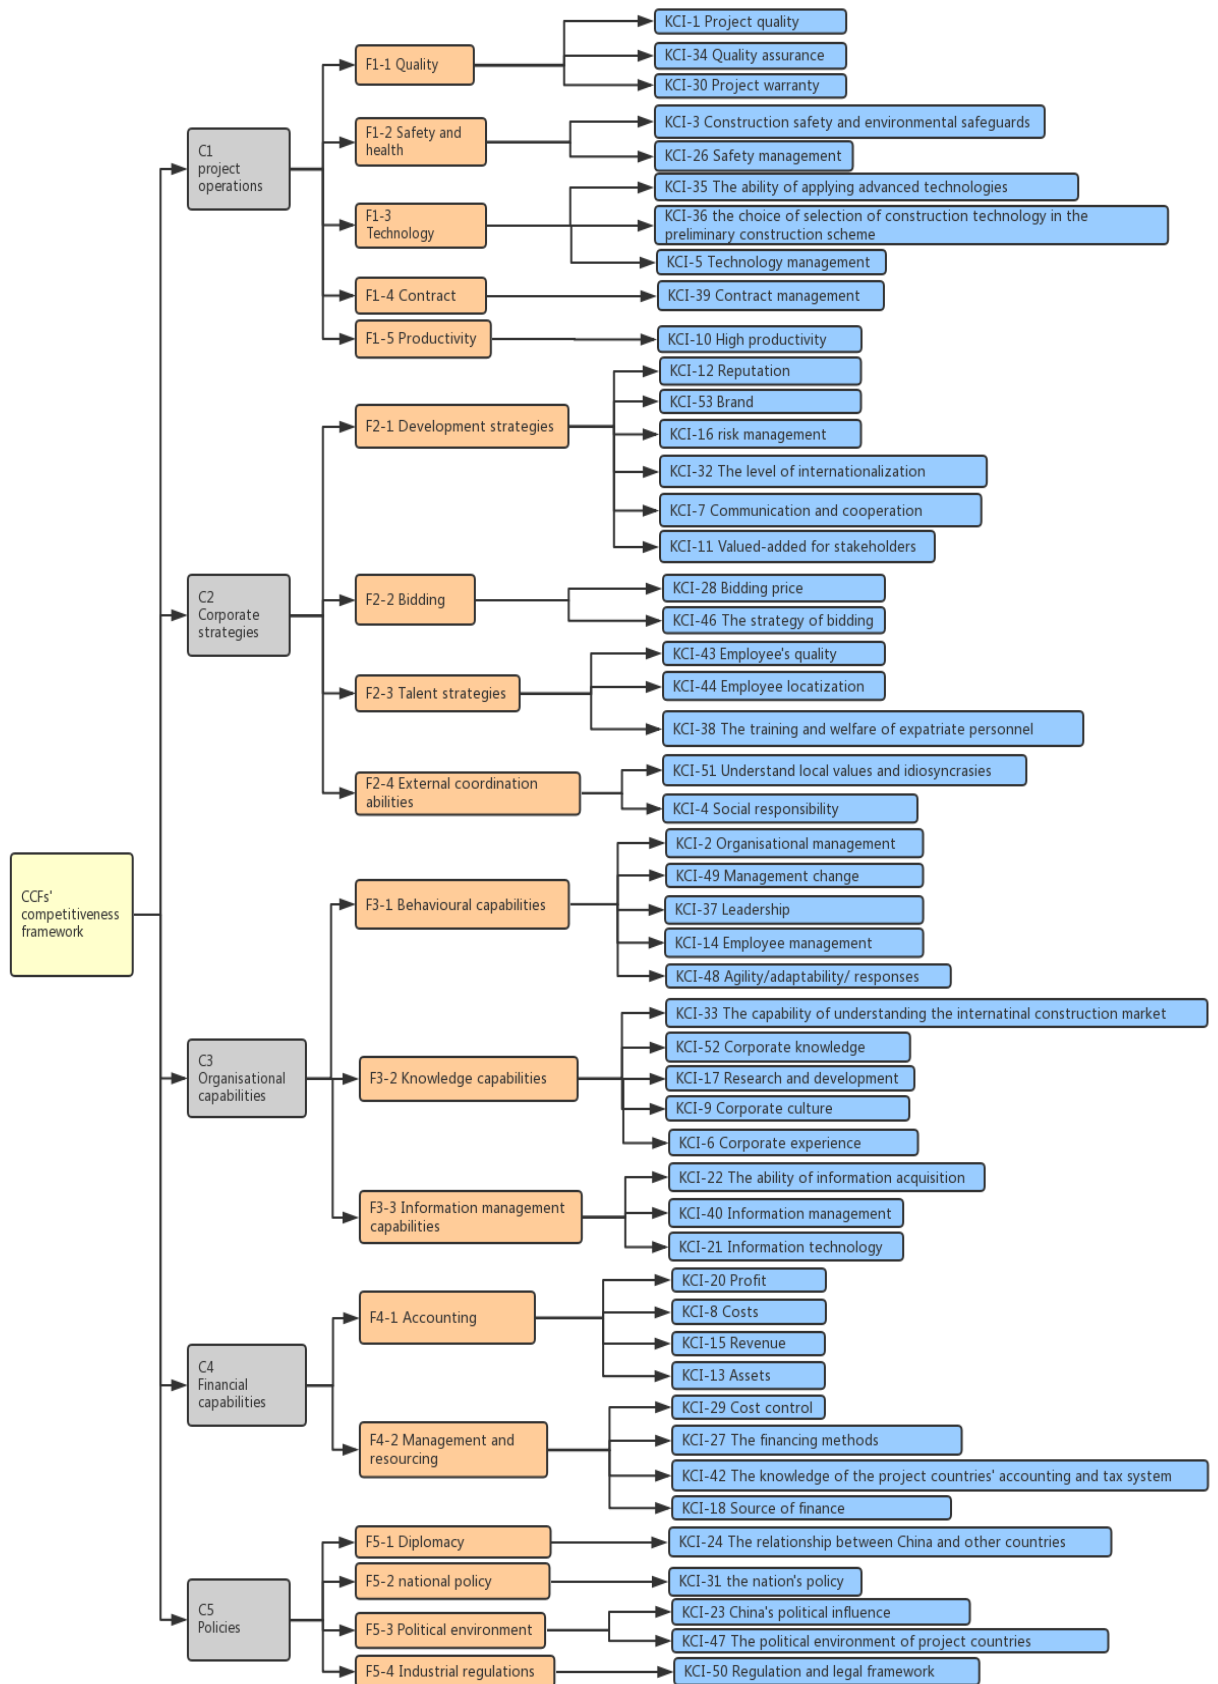 CCFs'
competitiveness
framework
C1
project
operations
F1-1 Quality
KCI-1 Project quality
KCI-34 Quality assurance
KCI-30 Project warranty
F1-2 Safety and
health
KCI-3 Construction safety and environmental safeguards
KCI-26 Safety management
F1-3
Technology
KCI-35 The ability of applying advanced technologies
KCI-36 the choice of selection of construction technology in the
preliminary construction scheme
KCI-5 Technology management
F1-4 Contract
KCI-39 Contract management
F1-5 Productivity
KCI-10 High productivity
C2
Corporate
strategies
F2-1 Development strategies
KCI-12 Reputation
KCI-53 Brand
KCI-16 risk management
KCI-32 The level of internationalization
KCI-7 Communication and cooperation
KCI-11 Valued-added for stakeholders
F2-2 Bidding
KCI-28 Bidding price
KCI-46 The strategy of bidding
F2-3 Talent strategies
KCI-43 Employee's quality
KCI-44 Employee locatization
KCI-38 The training and welfare of expatriate personnel
F2-4 External coordination
abilities
KCI-51 Understand local values and idiosyncrasies
KCI-4 Social responsibility
C3
Organisational
capabilities
F3-1 Behavioural capabilities
KCI-2 Organisational management
KCI-49 Management change
KCI-37 Leadership
KCI-14 Employee management
KCI-48 Agility/adaptability/ responses
F3-2 Knowledge capabilities
KCI-33 The capability of understanding the internatinal construction market
KCI-52 Corporate knowledge
KCI-17 Research and development
KCI-9 Corporate culture
KCI-6 Corporate experience
F3-3 Information management
capabilities
KCI-22 The ability of information acquisition
KCI-40 Information management
KCI-21 Information technology
C4
Financial
capabilities
F4-1 Accounting
KCI-20 Profit
KCI-8 Costs
KCI-15 Revenue
KCI-13 Assets
F4-2 Management and
resourcing
KCI-29 Cost control
KCI-27 The financing methods
KCI-42 The knowledge of the project countries' accounting and tax system
KCI-18 Source of finance
C5
Policies
F5-1 Diplomacy
KCI-24 The relationship between China and other countries
F5-2 national policy
KCI-31 the nation's policy
F5-3 Political environment
KCI-23 China's political influence
KCI-47 The political environment of project countries
F5-4 Industrial regulations
KCI-50 Regulation and legal framework